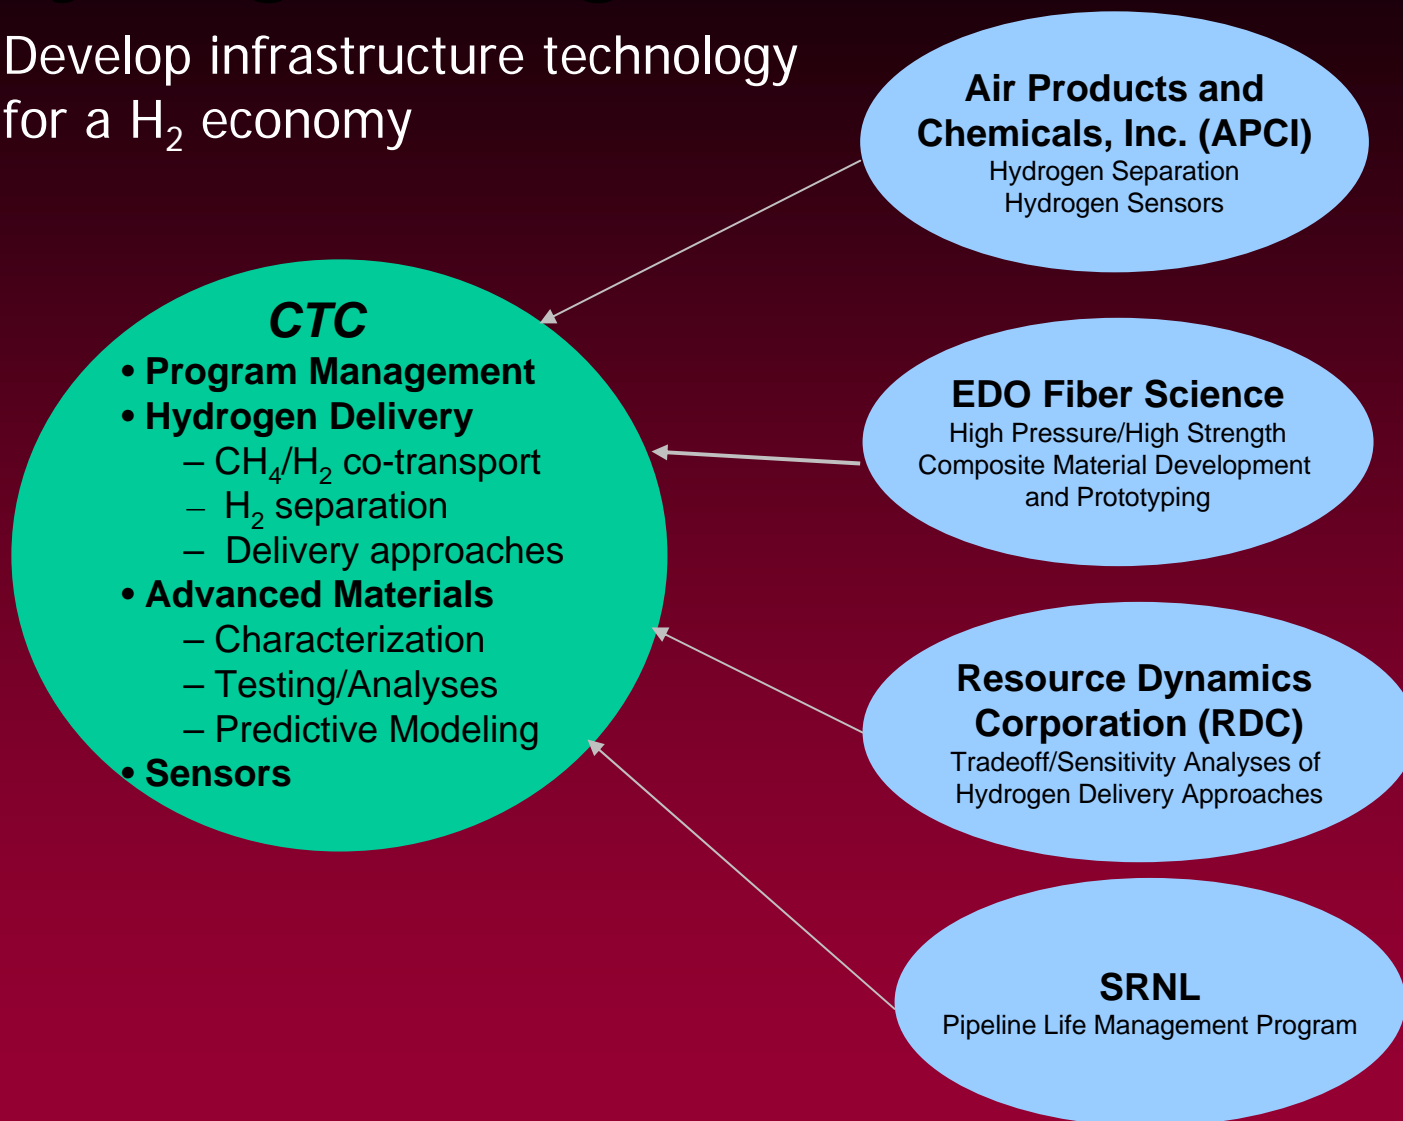 Develop infrastructure technology
for a H₂ economy
Air Products and
Chemicals, Inc. (APCI)
Hydrogen Separation
Hydrogen Sensors
CTC
• Program Management
• Hydrogen Delivery
– CH₄/H₂ co-transport
– H₂ separation
– Delivery approaches
• Advanced Materials
– Characterization
– Testing/Analyses
– Predictive Modeling
• Sensors
EDO Fiber Science
High Pressure/High Strength
Composite Material Development
and Prototyping
Resource Dynamics
Corporation (RDC)
Tradeoff/Sensitivity Analyses of
Hydrogen Delivery Approaches
SRNL
Pipeline Life Management Program